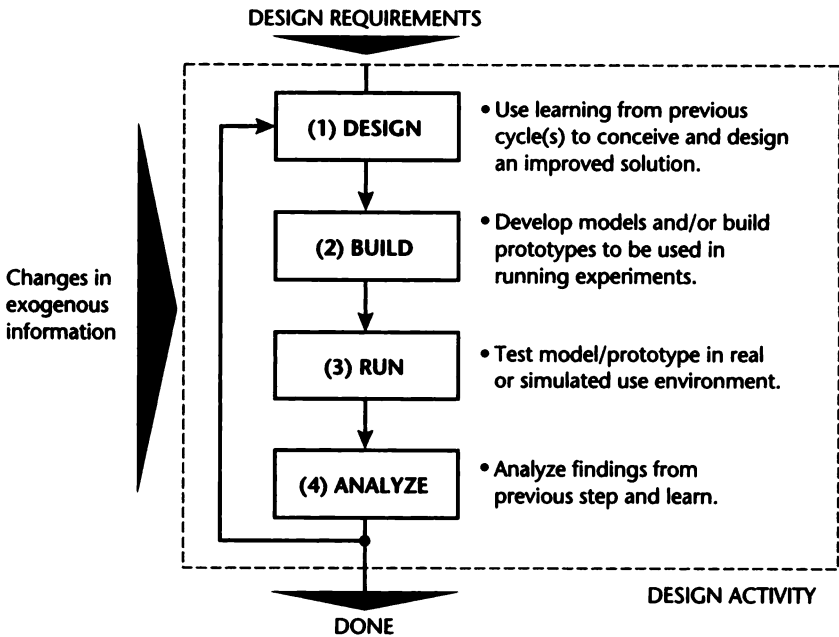 DESIGN REQUIREMENTS
(1) DESIGN
• Use learning from previous
cycle(s) to conceive and design
an improved solution.
(2) BUILD
• Develop models and/or build
prototypes to be used in
running experiments.
Changes in
exogenous
information
(3) RUN
• Test model/prototype in real
or simulated use environment.
(4) ANALYZE
• Analyze findings from
previous step and learn.
DESIGN ACTIVITY
DONE